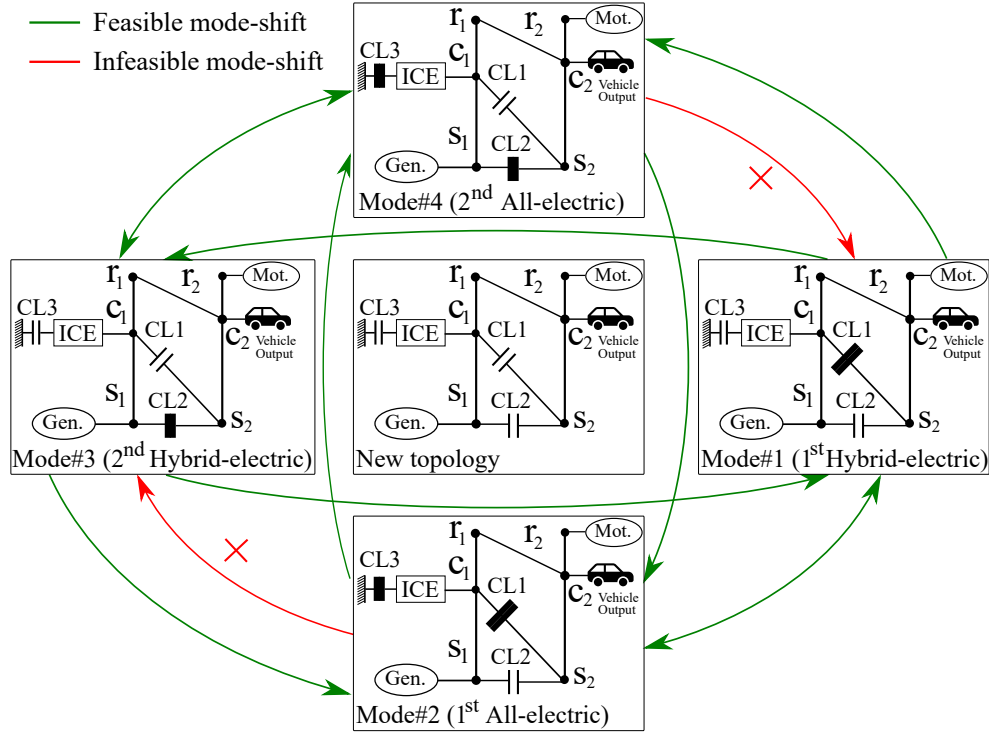 Feasible mode-shift
Infeasible mode-shift
r1
r2
Mot.
CL3
c1
ICE
CL1
c2
Vehicle
Output
s1
CL2
Gen.
s2
Mode#4 (2nd All-electric)
r1
r2
Mot.
CL3
c1
ICE
CL1
c2
Vehicle
Output
s1
CL2
Gen.
s2
Mode#3 (2nd Hybrid-electric)
r1
r2
Mot.
CL3
c1
ICE
CL1
c2
Vehicle
Output
s1
CL2
Gen.
s2
New topology
r1
r2
Mot.
CL3
c1
ICE
CL1
c2
Vehicle
Output
s1
CL2
Gen.
s2
Mode#1 (1st Hybrid-electric)
r1
r2
Mot.
CL3
c1
ICE
CL1
c2
Vehicle
Output
s1
CL2
Gen.
s2
Mode#2 (1st All-electric)